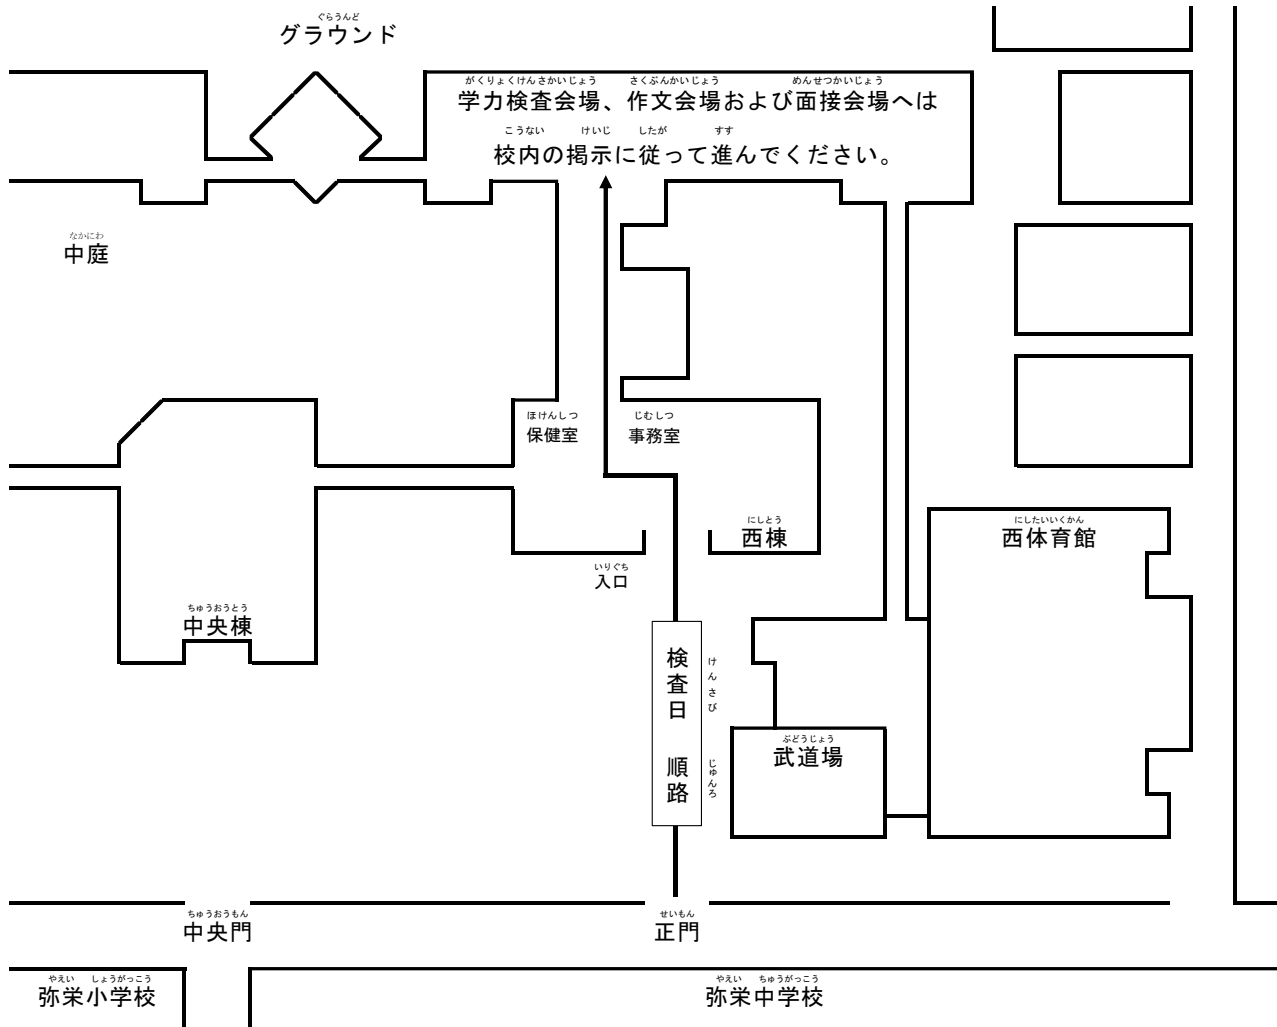 ぐらうんど
グラウンド
がくりょくけんさかいじょう さくぶんかいじょう めんせつかいじょう
学力検査会場、作文会場および面接会場へは
こうない けいじ したが すす
校内の掲示に従って進んでください。
なかにわ
中庭
ほけんしつ
保健室
じむしつ
事務室
にしとう
西棟
にしたいいくかん
西体育館
いりぐち
入口
ちゅうおうとう
中央棟
けんさび じゅんろ
検査日 順路
ぶどうじょう
武道場
ちゅうおうもん
中央門
せいもん
正門
やえい しょうがっこう
弥栄小学校
やえい ちゅうがっこう
弥栄中学校